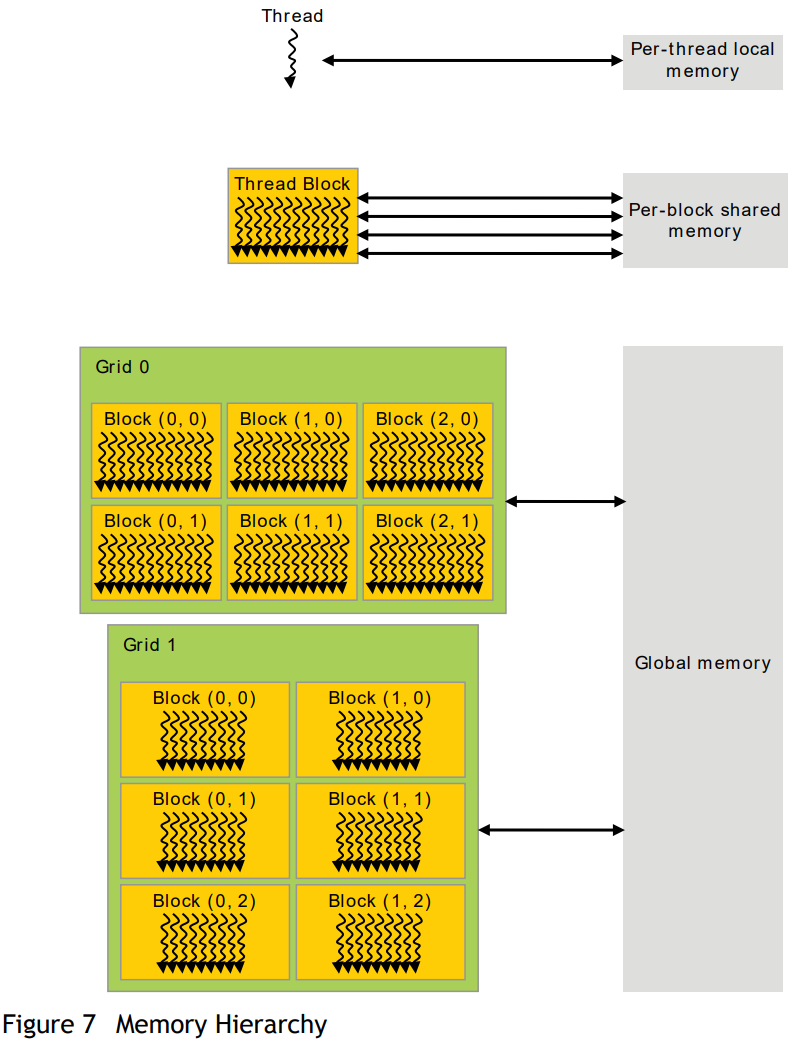 Thread
Per-thread local
memory
Thread Block
Per-block shared
memory
Grid 0
Block (0, 0)
Block (1, 0)
Block (2, 0)
Block (0, 1)
Block (1, 1)
Block (2, 1)
Grid 1
Global memory
Block (0, 0)
Block (1, 0)
Block (0, 1)
Block (1, 1)
Block (0, 2)
Block (1, 2)
Figure 7 Memory Hierarchy